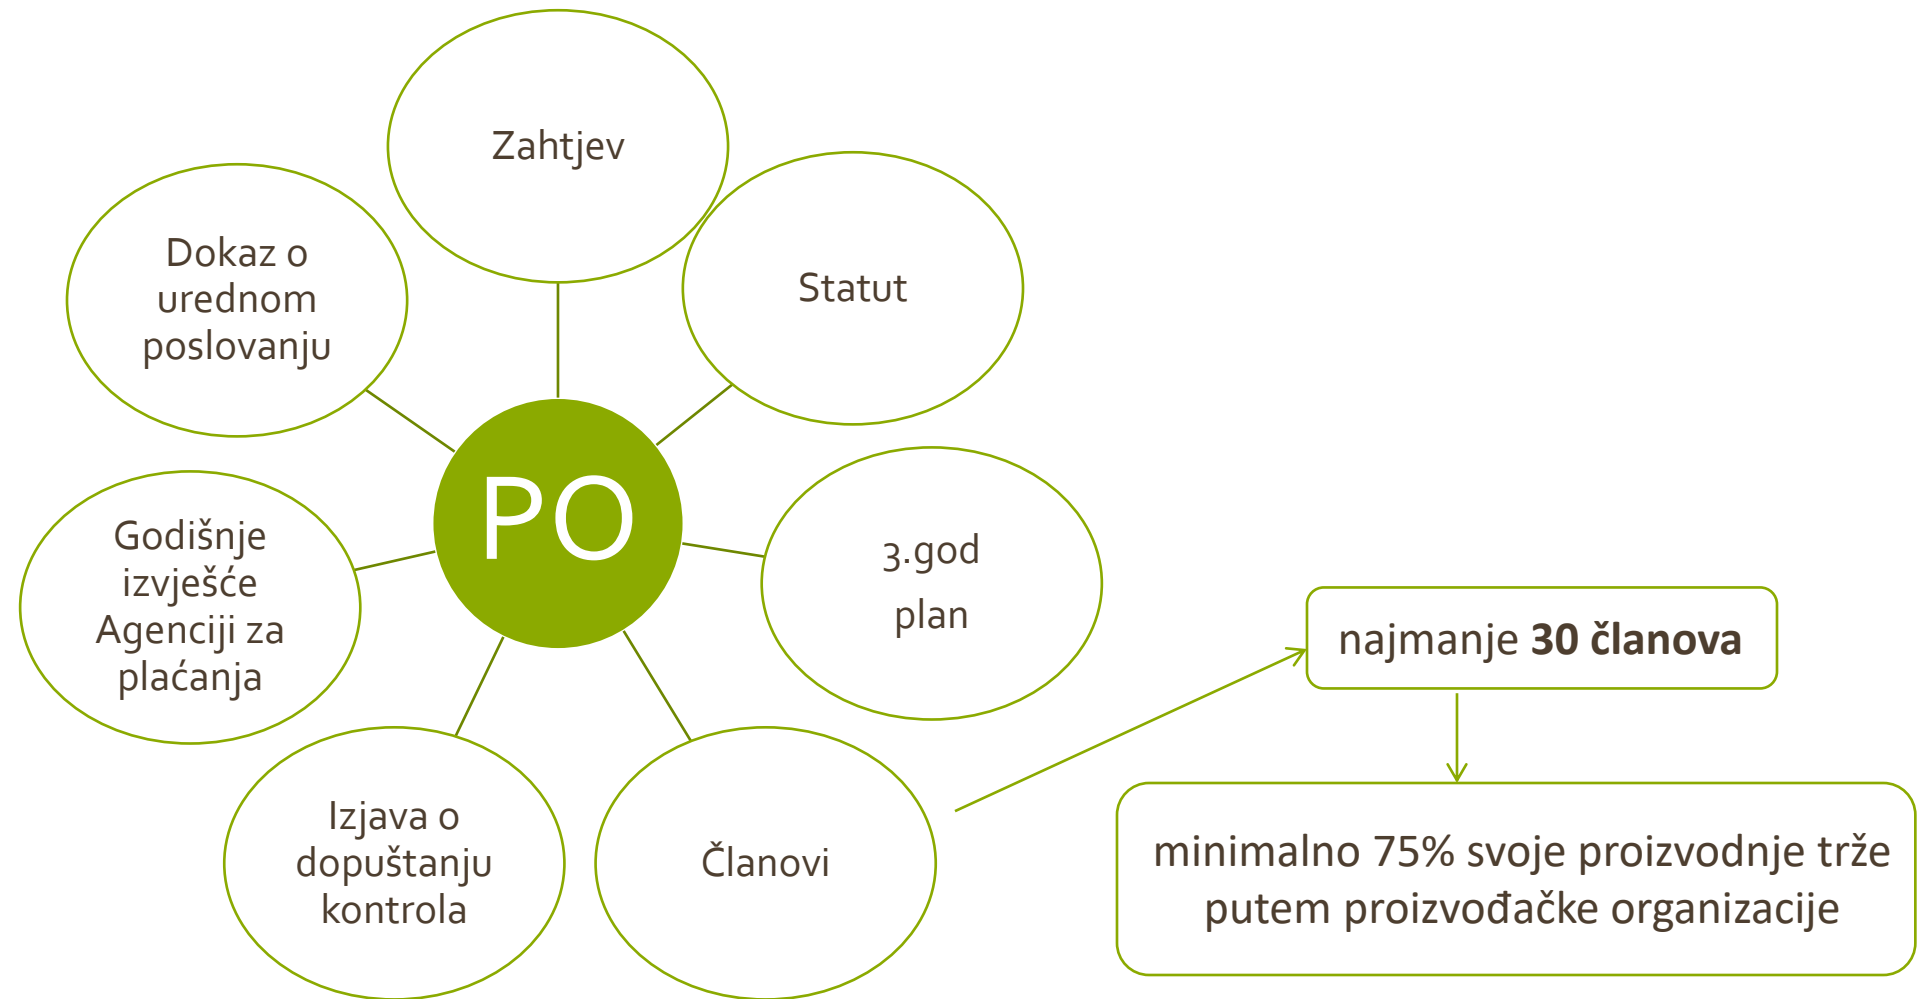 Zahtjev
Statut
Dokaz o
urednom
poslovanju
PO
3.god
plan
Godišnje
izvješće
Agenciji za
plaćanja
Izjava o
dopuštanju
kontrola
Članovi
najmanje 30 članova
minimalno 75% svoje proizvodnje trže
putem proizvođačke organizacije